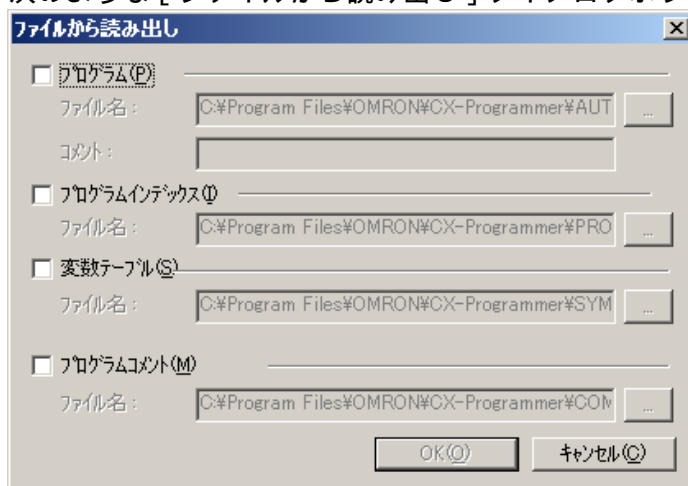 ファイルから読み出し
プログラム(P)
ファイル名 :
C:¥Program Files¥OMRON¥CX-Programmer¥AUT
...
コメント :
プログラムインデックス(I)
ファイル名 :
C:¥Program Files¥OMRON¥CX-Programmer¥PRO
...
変数テーブル(S)
ファイル名 :
C:¥Program Files¥OMRON¥CX-Programmer¥SYM
...
プログラムコメント(M)
ファイル名 :
C:¥Program Files¥OMRON¥CX-Programmer¥COM
...
OK(O)
キャンセル(C)